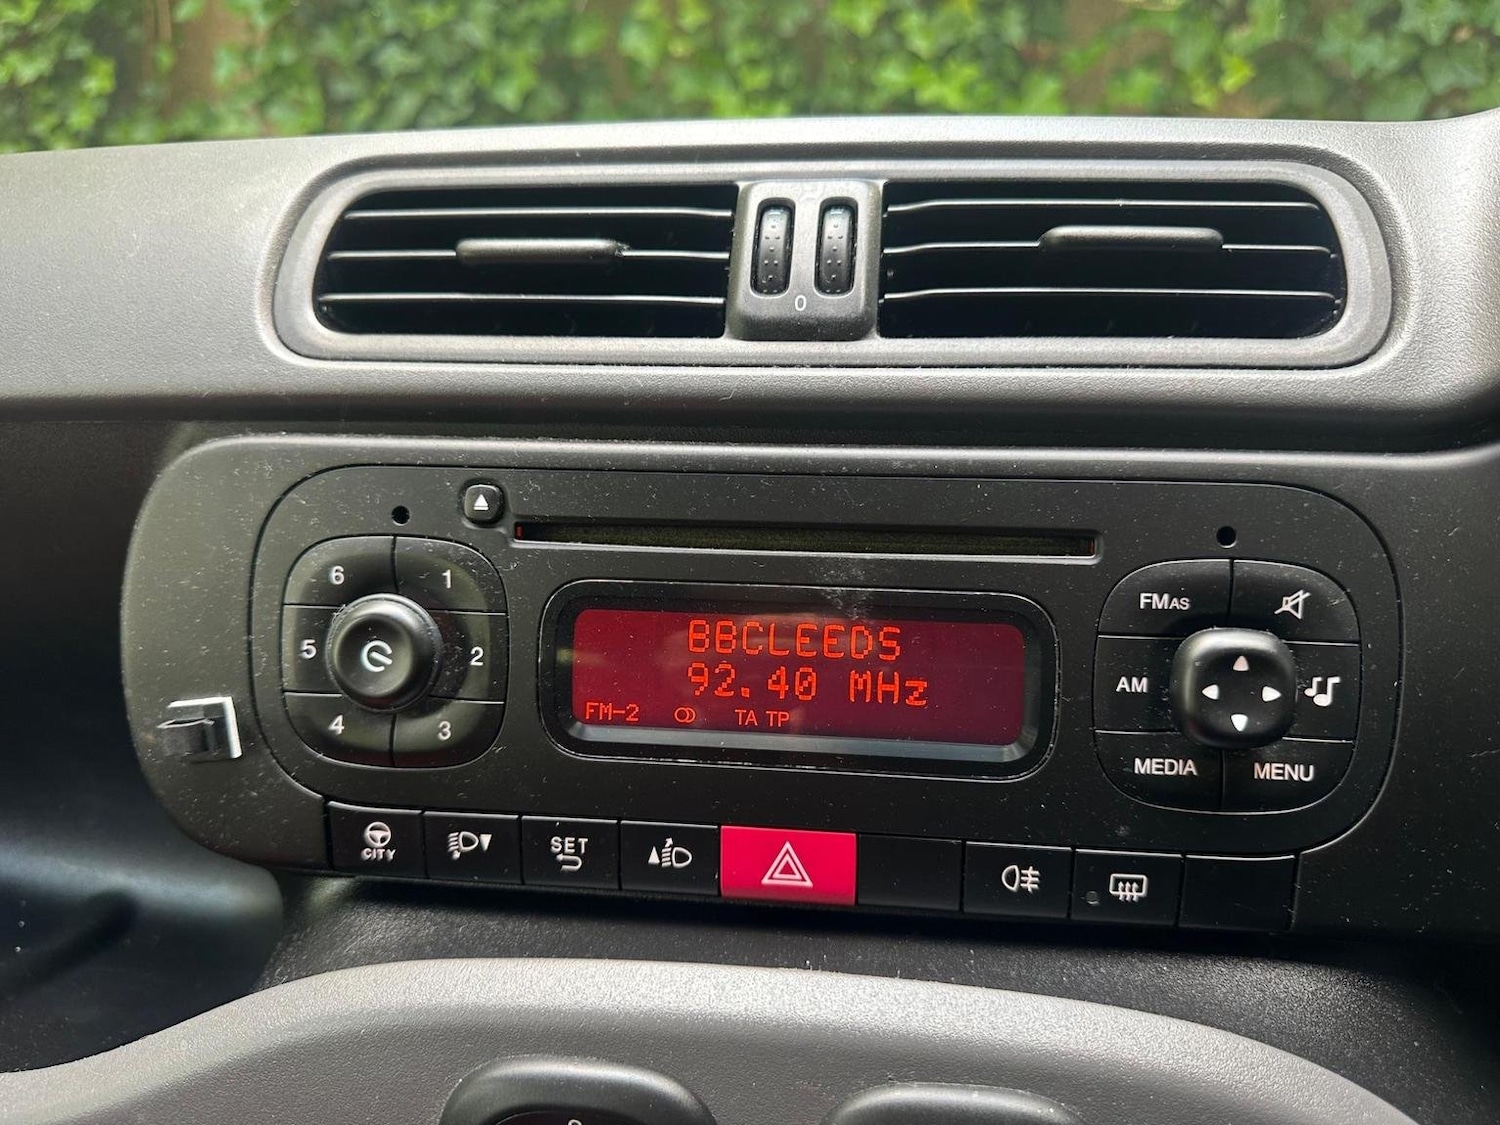 0
6
1
5
2
4
3
BBCLEEDS
92.40 MHz
FM-2 TA TP
FMAS
AM
MEDIA
MENU
CITY
SET